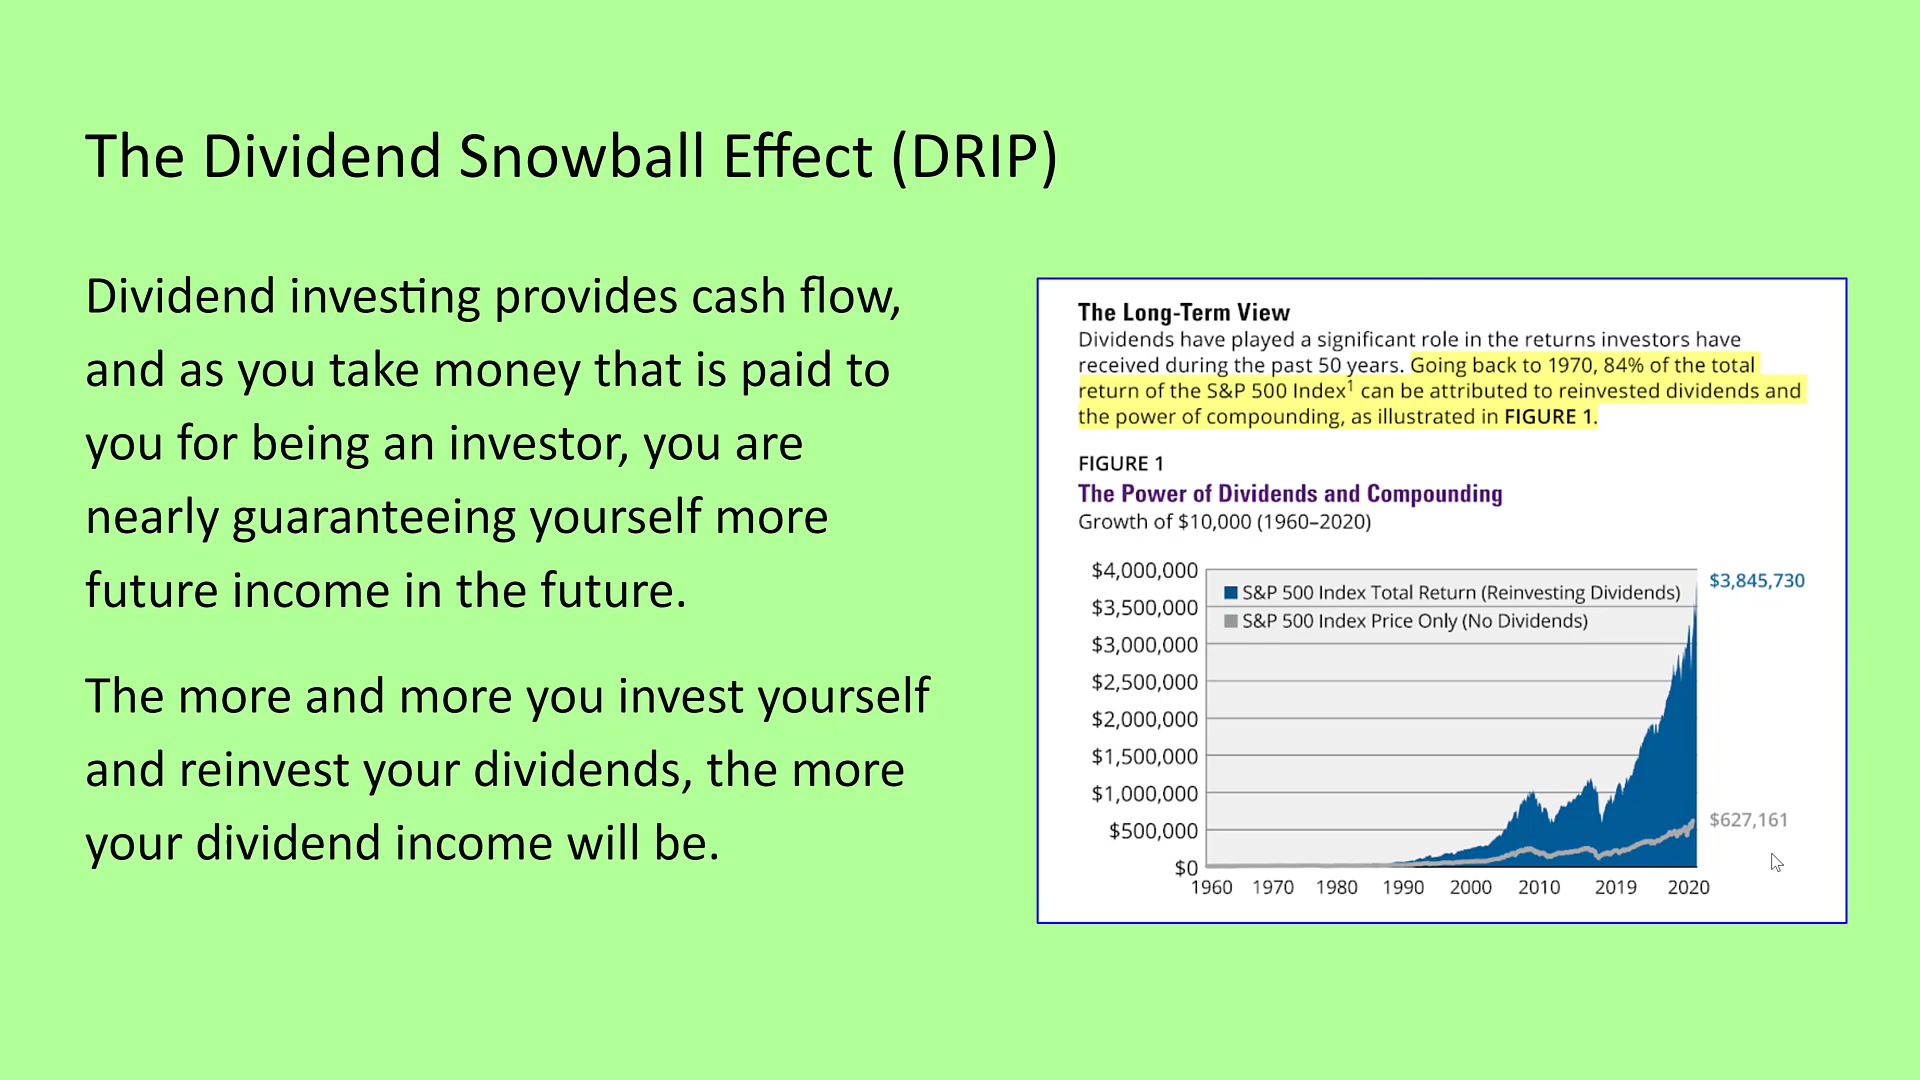 The Dividend Snowball Effect (DRIP)
Dividend investing provides cash flow,
and as you take money that is paid to
you for being an investor, you are
nearly guaranteeing yourself more
future income in the future.
The more and more you invest yourself
and reinvest your dividends, the more
your dividend income will be.
The Long-Term View
Dividends have played a significant role in the returns investors have
received during the past 50 years. Going back to 1970, 84% of the total
return of the S&P 500 Index¹ can be attributed to reinvested dividends and
the power of compounding, as illustrated in FIGURE 1.
FIGURE 1
The Power of Dividends and Compounding
Growth of $10,000 (1960–2020)
$4,000,000
$3,500,000
$3,000,000
$2,500,000
$2,000,000
$1,500,000
$1,000,000
$500,000
$0
S&P 500 Index Total Return (Reinvesting Dividends)
S&P 500 Index Price Only (No Dividends)
$3,845,730
$627,161
1960 1970 1980 1990 2000 2010 2019 2020